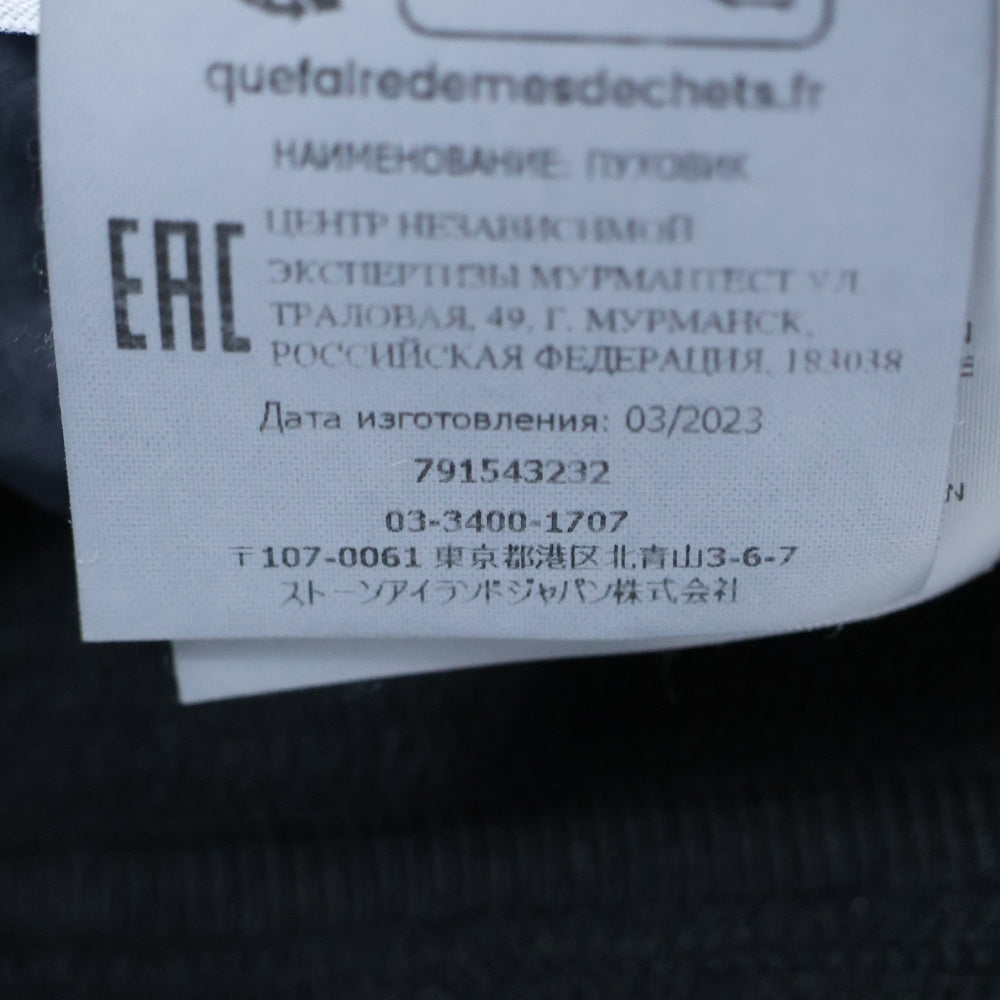 quefairedemesdechets.fr
НАИМЕНОВАНИЕ: ПУХОВИК
EAC
ЦЕНТР НЕЗАВИСИМОЙ
ЭКСПЕРТИЗЫ МУРМАНТЕСТ УЛ
ТРАЛОВАЯ, 49, Г. МУРМАНСК,
РОССИЙСКАЯ ФЕДЕРАЦИЯ, 183038
Дата изготовления: 03/2023
791543232
03-3400-1707
〒107-0061 東京都港区北青山3-6-7
ストーンアイランドジャパン株式会社